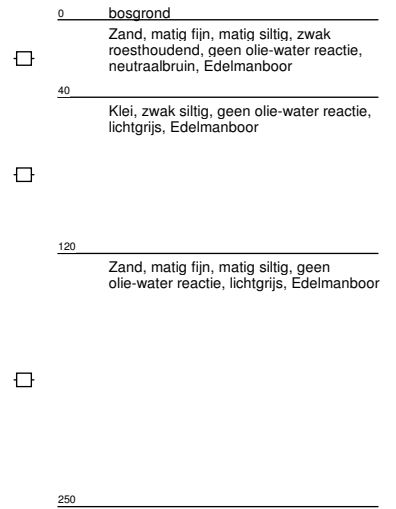 0 bosgrond
Zand, matig fijn, matig siltig, zwak
roesthoudend, geen olie-water reactie,
neutraalbruin, Edelmanboor
40
Klei, zwak siltig, geen olie-water reactie,
lichtgrijs, Edelmanboor
120
Zand, matig fijn, matig siltig, geen
olie-water reactie, lichtgrijs, Edelmanboor
250